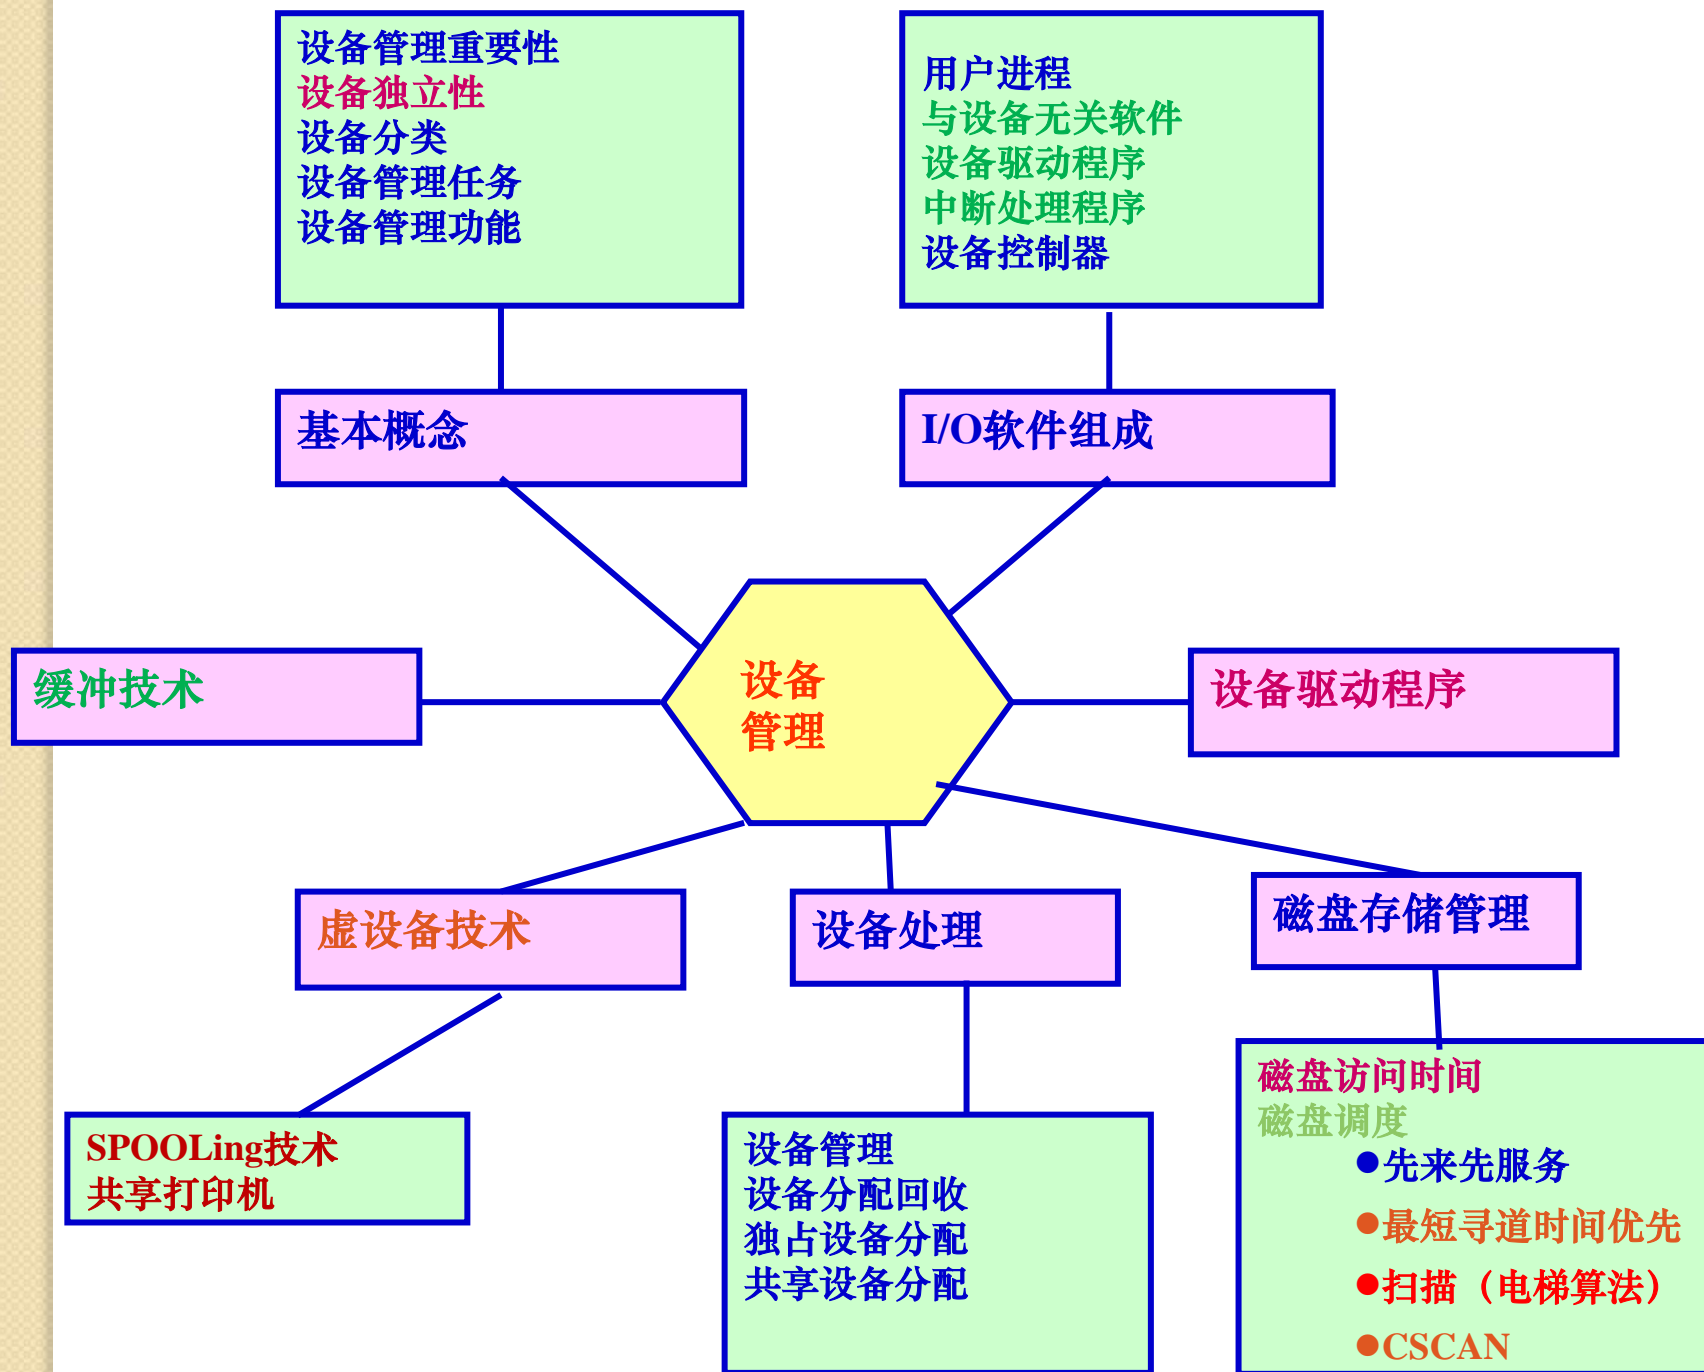 设备管理重要性
设备独立性
设备分类
设备管理任务
设备管理功能
用户进程
与设备无关软件
设备驱动程序
中断处理程序
设备控制器
基本概念
I/O软件组成
缓冲技术
设备
管理
设备驱动程序
虚设备技术
设备处理
磁盘存储管理
SPOOLing技术
共享打印机
设备管理
设备分配回收
独占设备分配
共享设备分配
磁盘访问时间
磁盘调度
●先来先服务
●最短寻道时间优先
●扫描（电梯算法）
●CSCAN